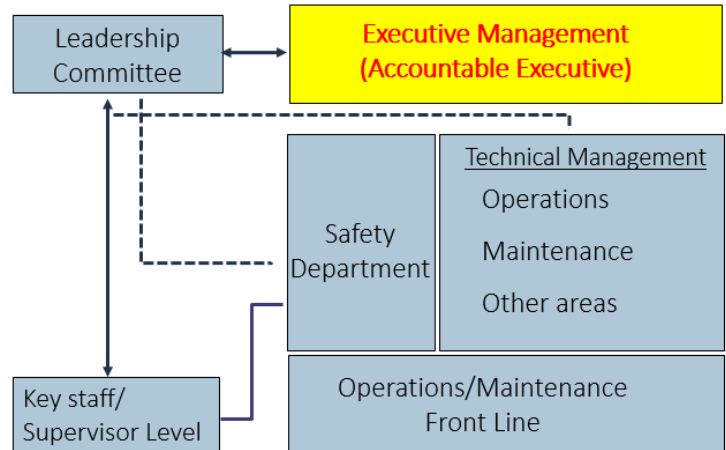 Leadership
Committee
Executive Management
(Accountable Executive)
Safety
Department
Technical Management
Operations
Maintenance
Other areas
Key staff/
Supervisor Level
Operations/Maintenance
Front Line